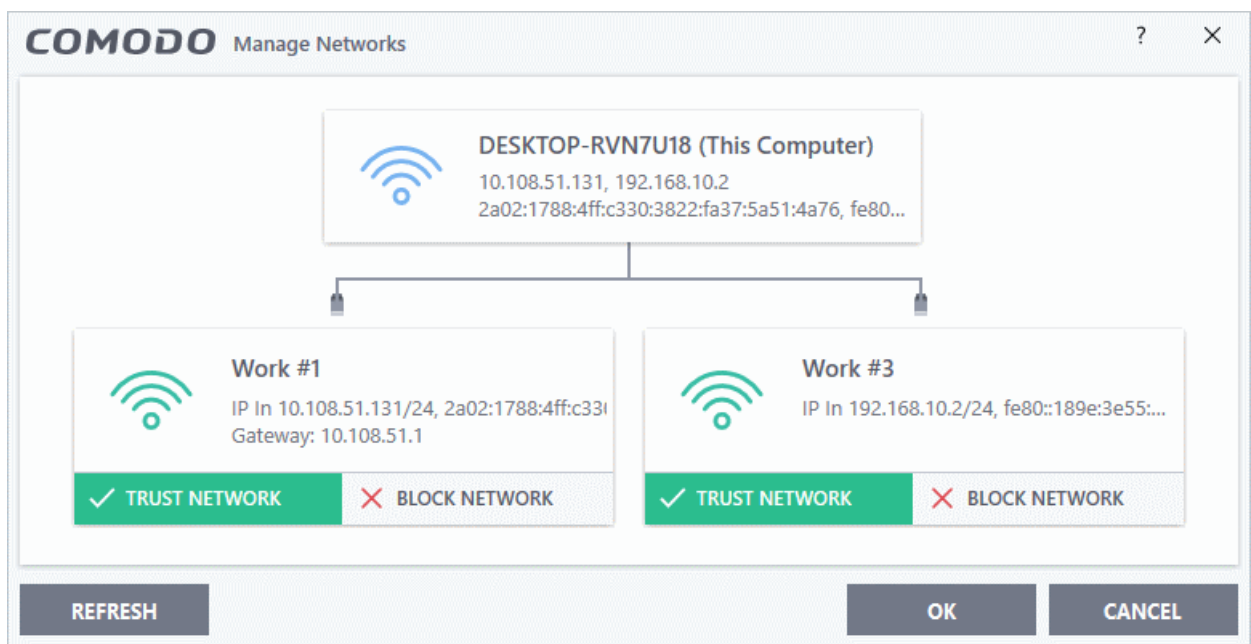 COMODO Manage Networks ?
DESKTOP-RVN7U18 (This Computer)
10.108.51.131, 192.168.10.2
2a02:1788:4ff:c330:3822:fa37:5a51:4a76, fe80...
Work #1
IP In 10.108.51.131/24, 2a02:1788:4ff:c33
Gateway: 10.108.51.1
TRUST NETWORK
BLOCK NETWORK
Work #3
IP In 192.168.10.2/24, fe80::189e:3e55:...
TRUST NETWORK
BLOCK NETWORK
REFRESH
OK
CANCEL